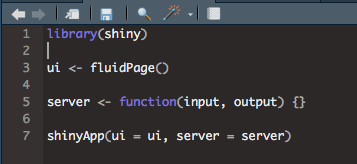 1 library(shiny)
2
3 ui <- fluidPage()
4
5 server <- function(input, output) {}
6
7 shinyApp(ui = ui, server = server)